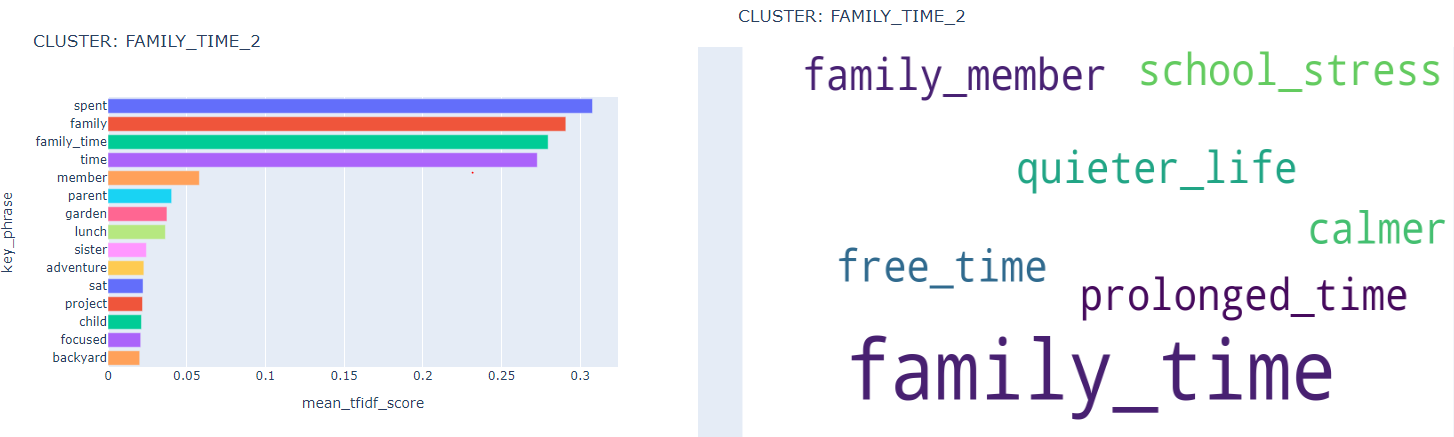 CLUSTER: FAMILY_TIME_2
key_phrase
spent
family
family_time
time
member
parent
garden
lunch
sister
adventure
sat
project
child
focused
backyard
0 0.05 0.1 0.15 0.2 0.25 0.3
mean_tfidf_score
CLUSTER: FAMILY_TIME_2
family_member school_stress
quieter_life
calmer
free_time
prolonged_time
family_time